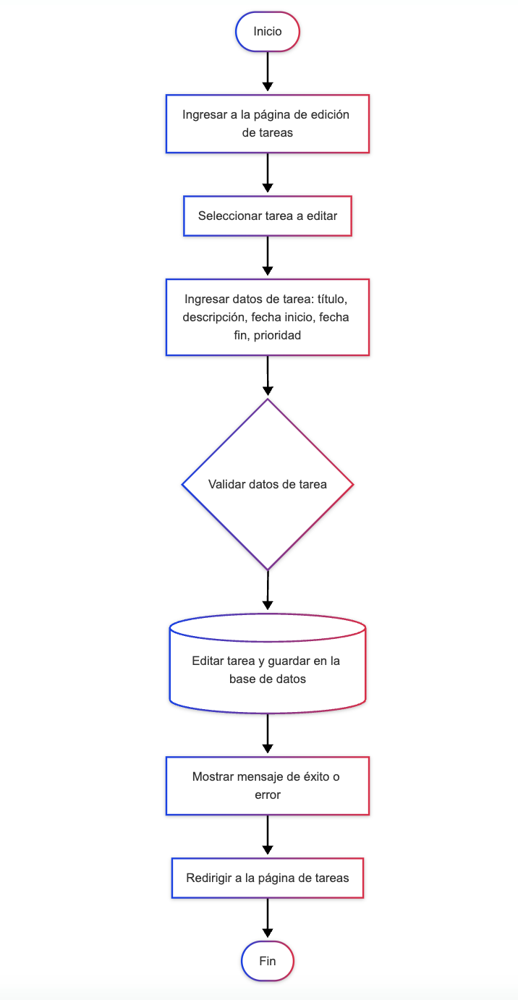 Inicio
Ingresar a la página de edición
de tareas
Seleccionar tarea a editar
Ingresar datos de tarea: título,
descripción, fecha inicio, fecha
fin, prioridad
Validar datos de tarea
Editar tarea y guardar en la
base de datos
Mostrar mensaje de éxito o
error
Redirigir a la página de tareas
Fin